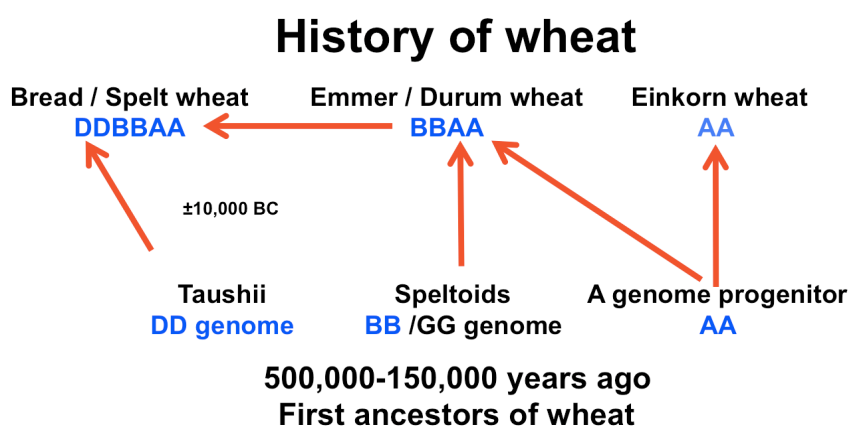 History of wheat
Bread / Spelt wheat
Emmer / Durum wheat
Einkorn wheat
DDBBAA
BBAA
AA
±10,000 BC
Taushii
Speltoids
A genome progenitor
DD genome
BB /GG genome
AA
500,000-150,000 years ago
First ancestors of wheat